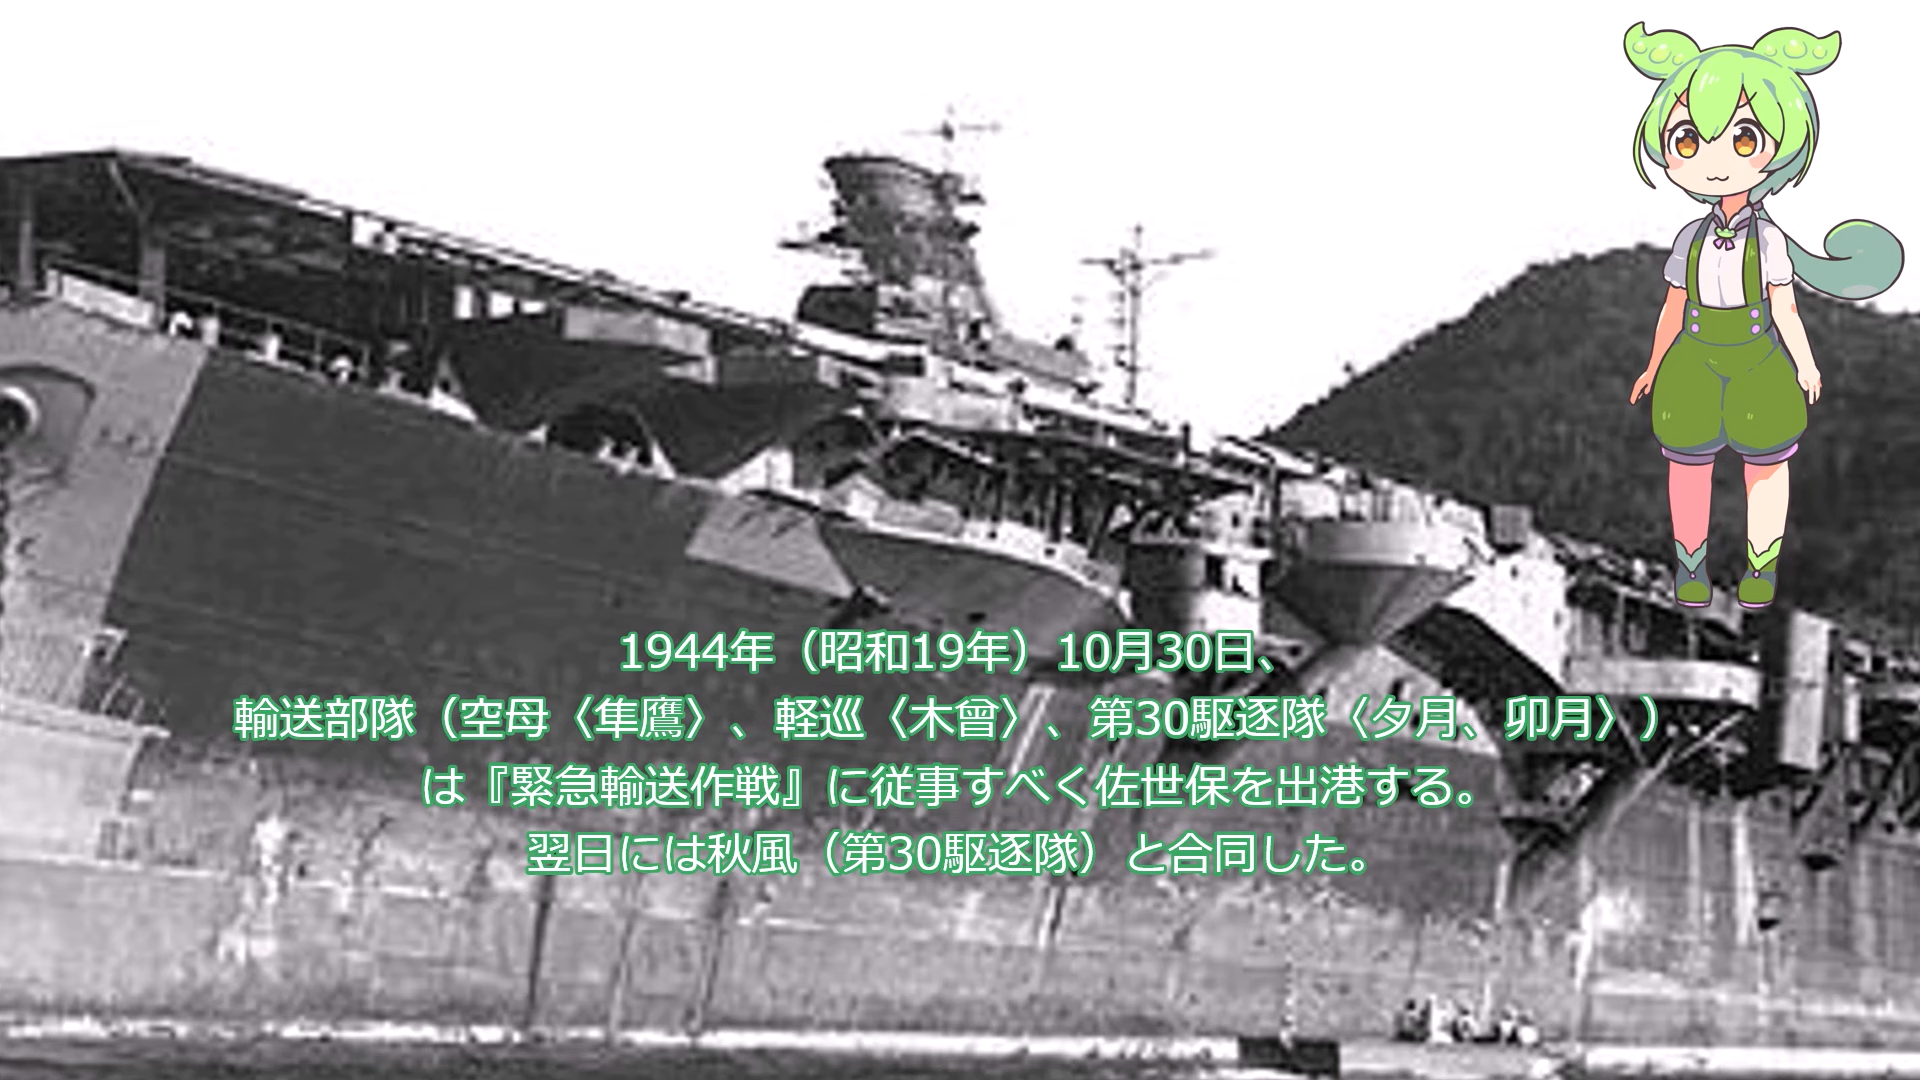 1944年（昭和19年）10月30日、
輸送部隊（空母〈隼鷹〉、軽巡〈木曾〉、第30駆逐隊〈夕月、卯月〉）
は『緊急輸送作戦』に従事すべく佐世保を出港する。
翌日には秋風（第30駆逐隊）と合同した。